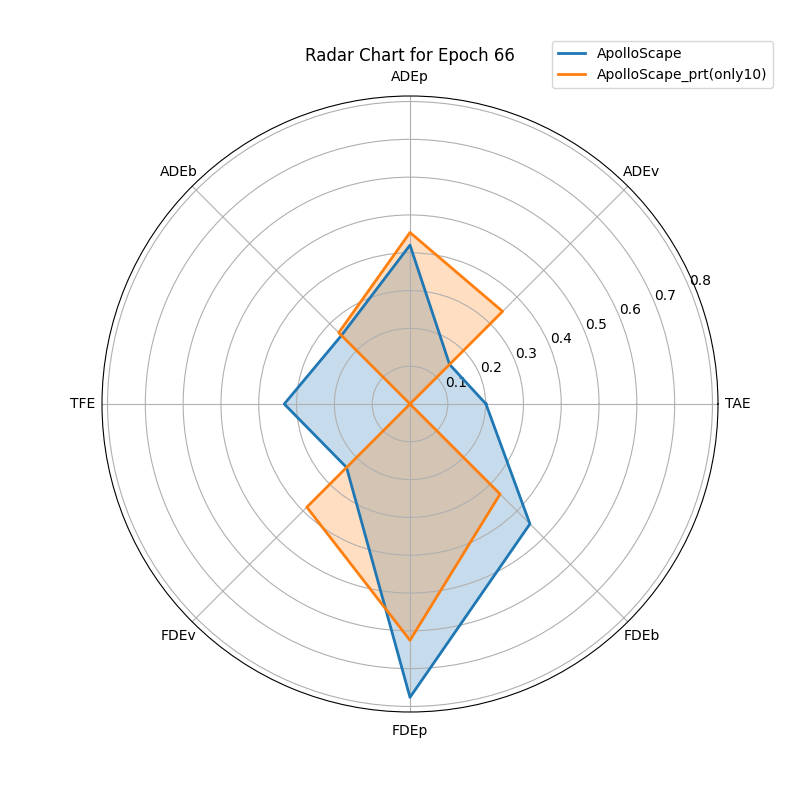 Radar Chart for Epoch 66
ApolloScape
ApolloScape_prt(only10)
ADEp
ADEb
ADEv
0.8
0.7
0.6
0.5
0.4
0.3
0.2
0.1
TFE
TAE
FDEv
FDEb
FDEp